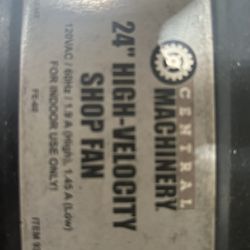 CENTRAL
MACHINERY
24" HIGH-VELOCITY
SHOP FAN
120VAC / 60Hz / 1.9 A (High), 1.45 A (Low)
FOR INDOOR USE ONLY!
ITEM